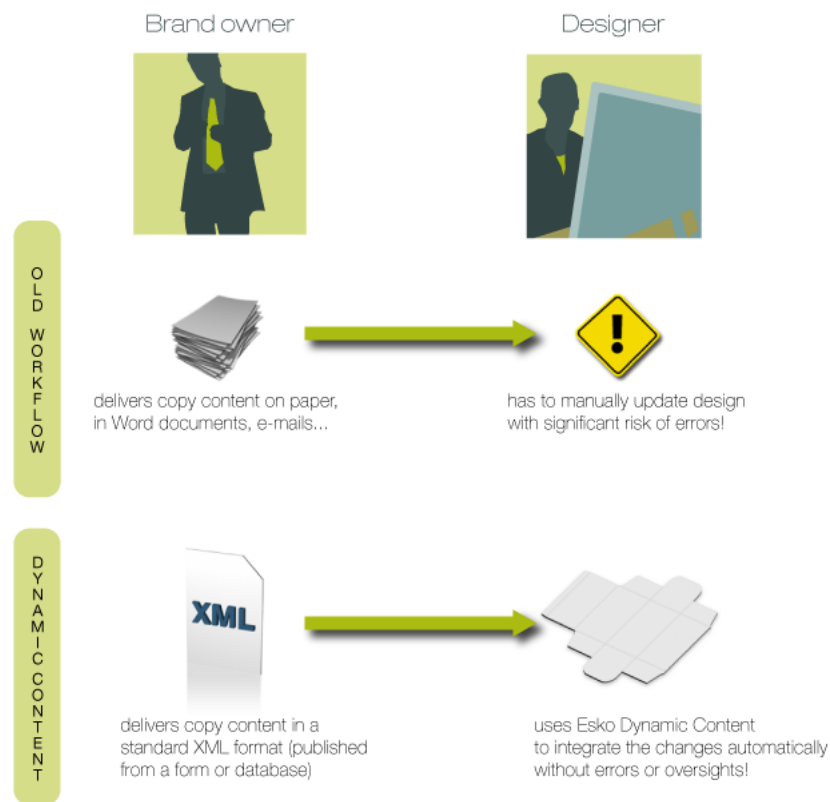 Brand owner
Designer
OLD WORKFLOW
delivers copy content on paper,
in Word documents, e-mails...
has to manually update design
with significant risk of errors!
DYNAMIC CONTENT
XML
delivers copy content in a
standard XML format (published
from a form or database)
uses Esko Dynamic Content
to integrate the changes automatically
without errors or oversights!